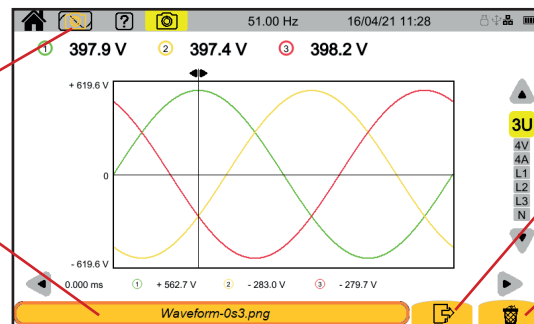 ? 51.00 Hz 16/04/21 11:28
1 397.9 V 2 397.4 V 3 398.2 V
+ 619.6 V
3U
4V
4A
L1
L2
L3
N
0
- 619.6 V
0.000 ms 1 + 562.7 V 2 - 283.0 V 3 - 279.7 V
Waveform-0s3.png